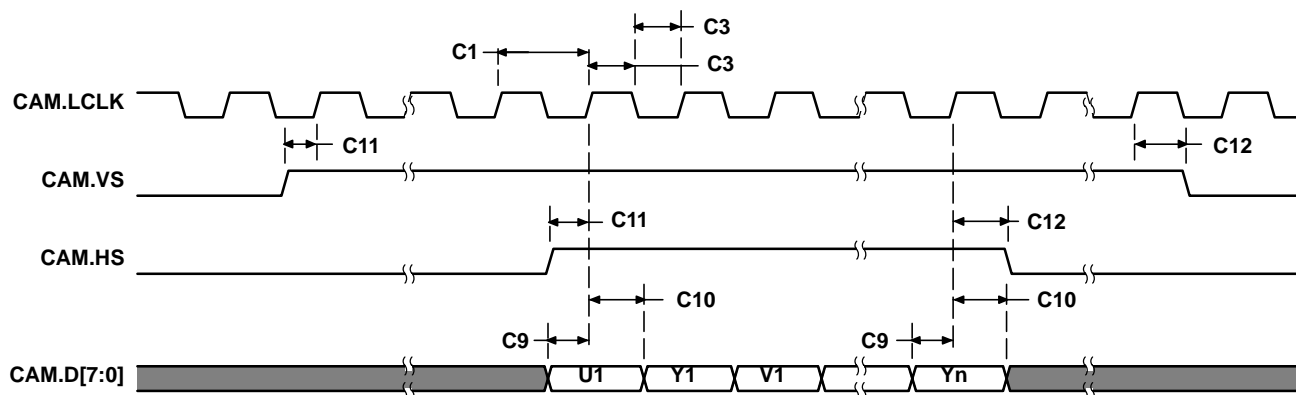 C3
C1
C3
CAM.LCLK
C11
C12
CAM.VS
C11
C12
CAM.HS
C10
C10
C9
C9
CAM.D[7:0]
U1
Y1
V1
Yn